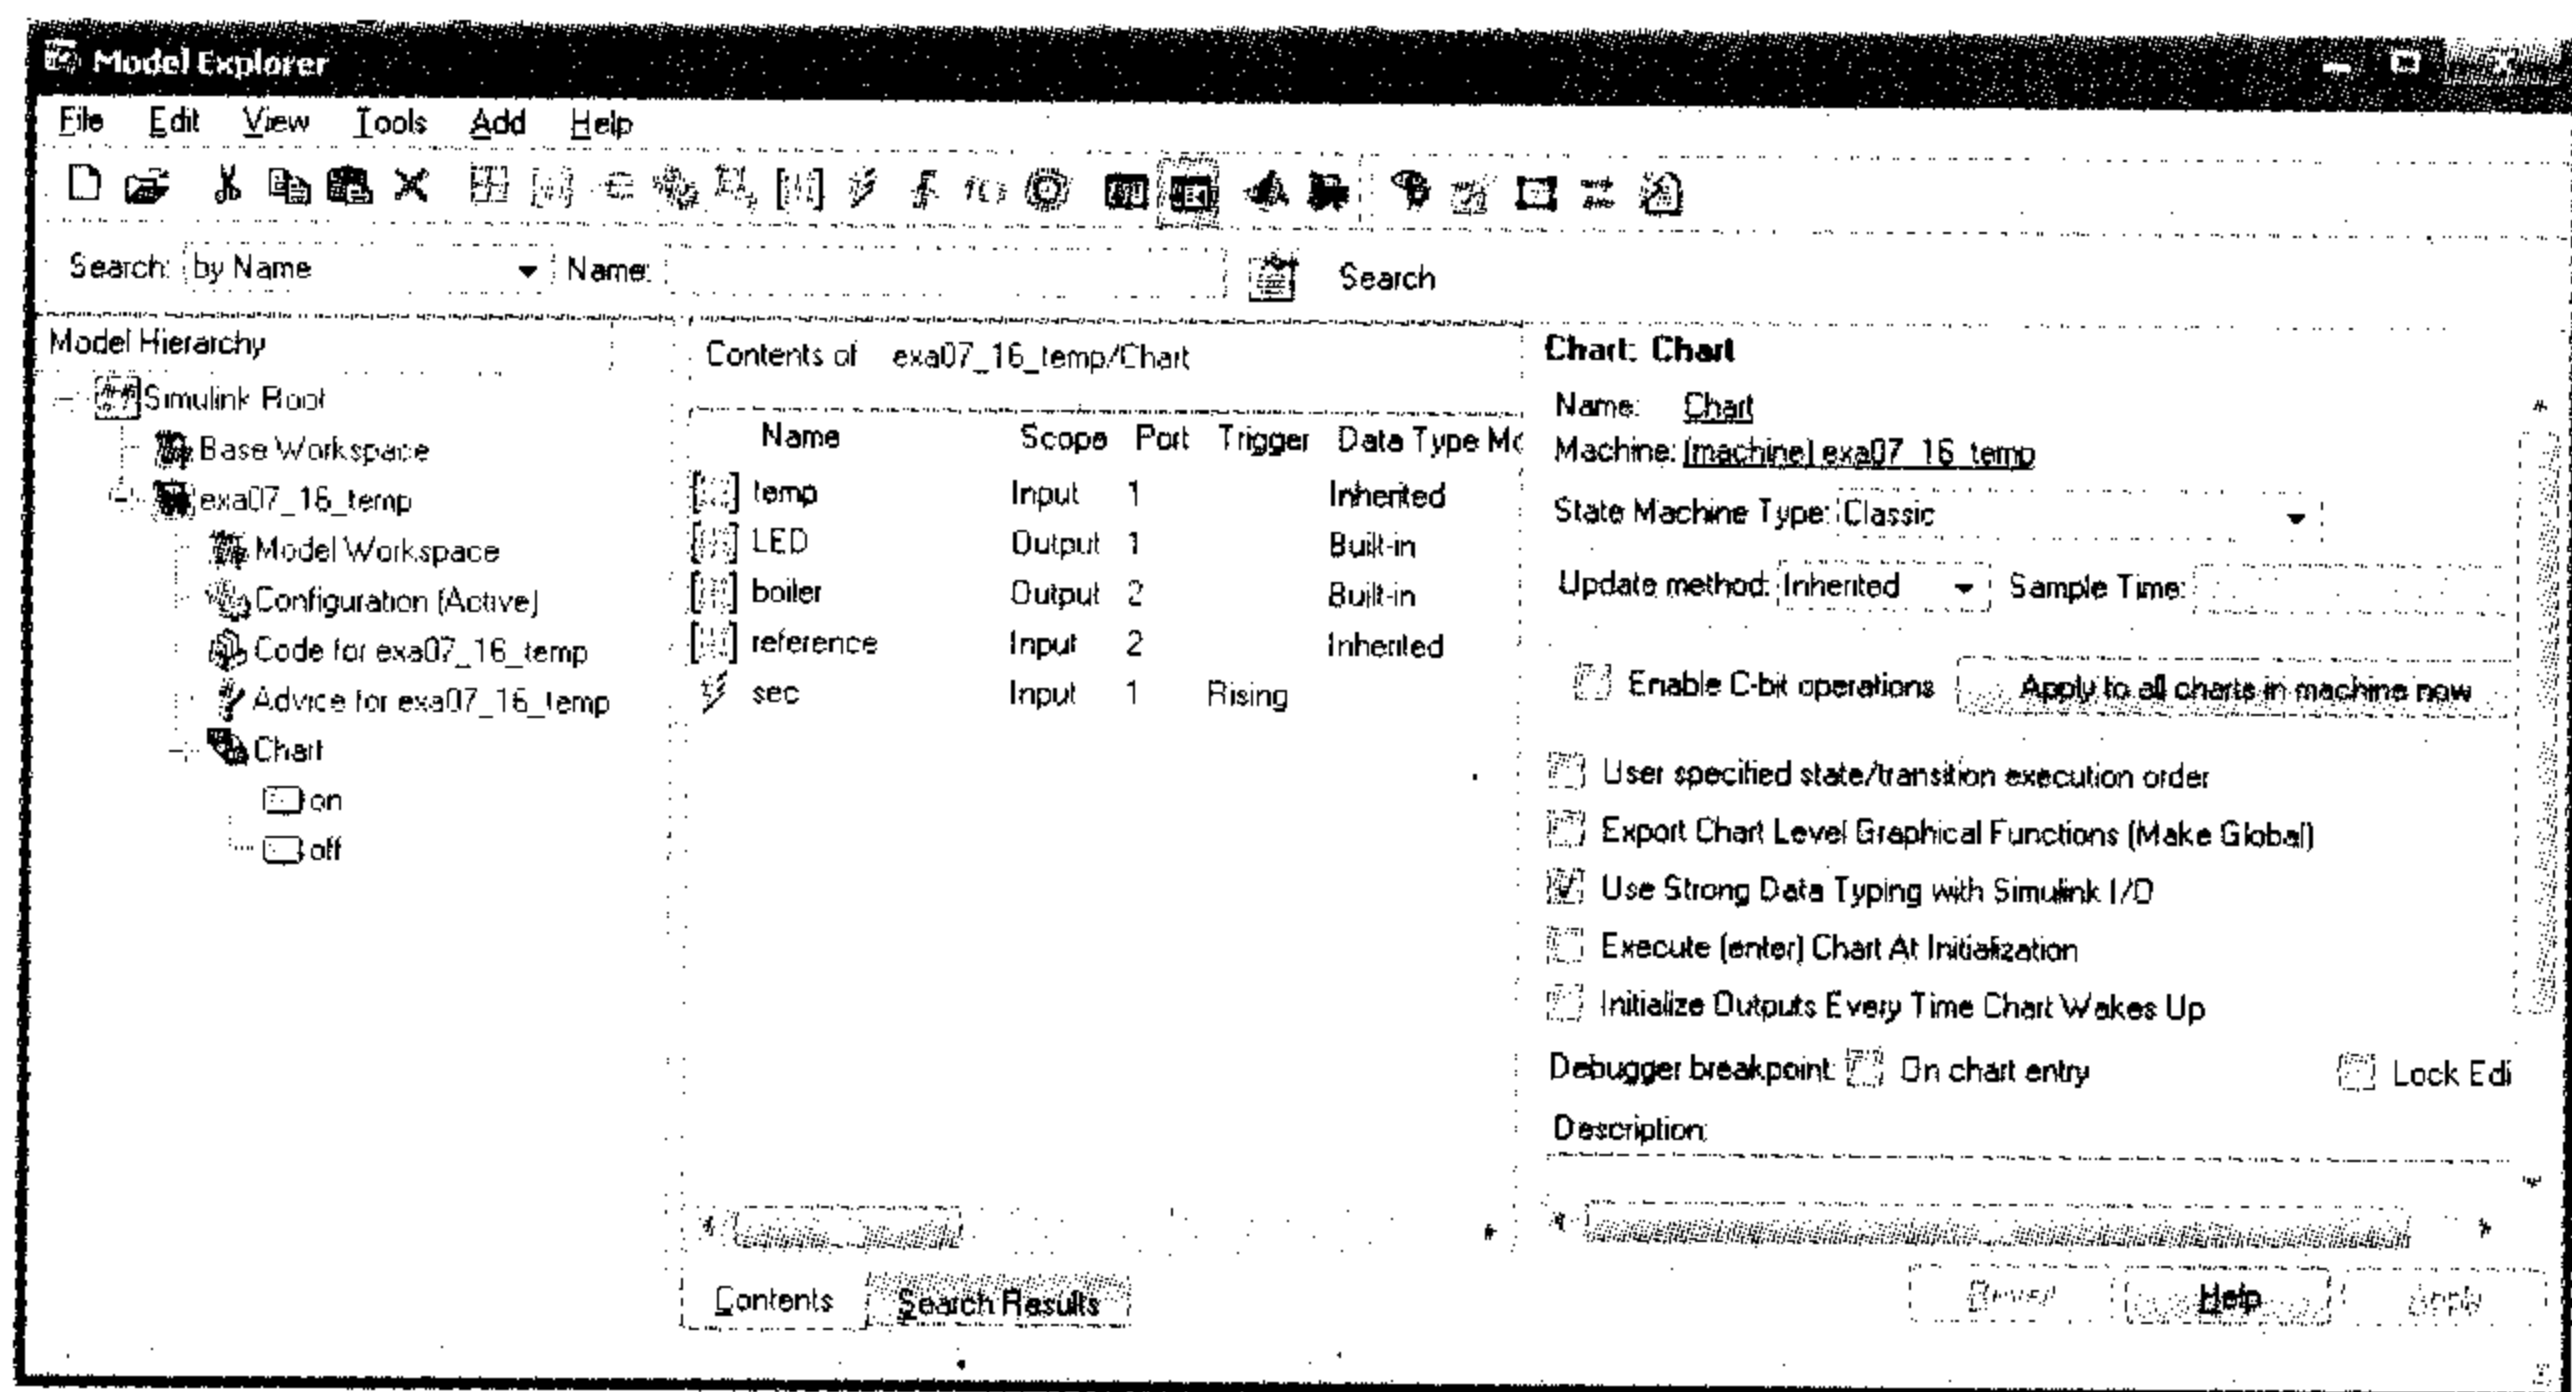 Model Explorer
File Edit View Tools Add Help
Search: by Name Name: Search
Model Hierarchy
Simulink Root
Base Workspace
exa07_16_temp
Model Workspace
Configuration (Active)
Code for exa07_16_temp
Advice for exa07_16_temp
Chart
on
off
Contents of exa07_16_temp/Chart
Name Scope Port Trigger Data Type Mo
temp Input 1 Inherited
LED Output 1 Built-in
boiler Output 2 Built-in
reference Input 2 Inherited
sec Input 1 Rising
Contents Search Results
Chart: Chart
Name: Chart
Machine: (machine) exa07_16_temp
State Machine Type: Classic
Update method: Inherited Sample Time:
Enable C-bit operations Apply to all charts in machine now
User specified state/transition execution order
Export Chart Level Graphical Functions (Make Global)
Use Strong Data Typing with Simulink I/O
Execute (enter) Chart At Initialization
Initialize Outputs Every Time Chart Wakes Up
Debugger breakpoint: On chart entry Lock Edi
Description:
Revert Help Apply